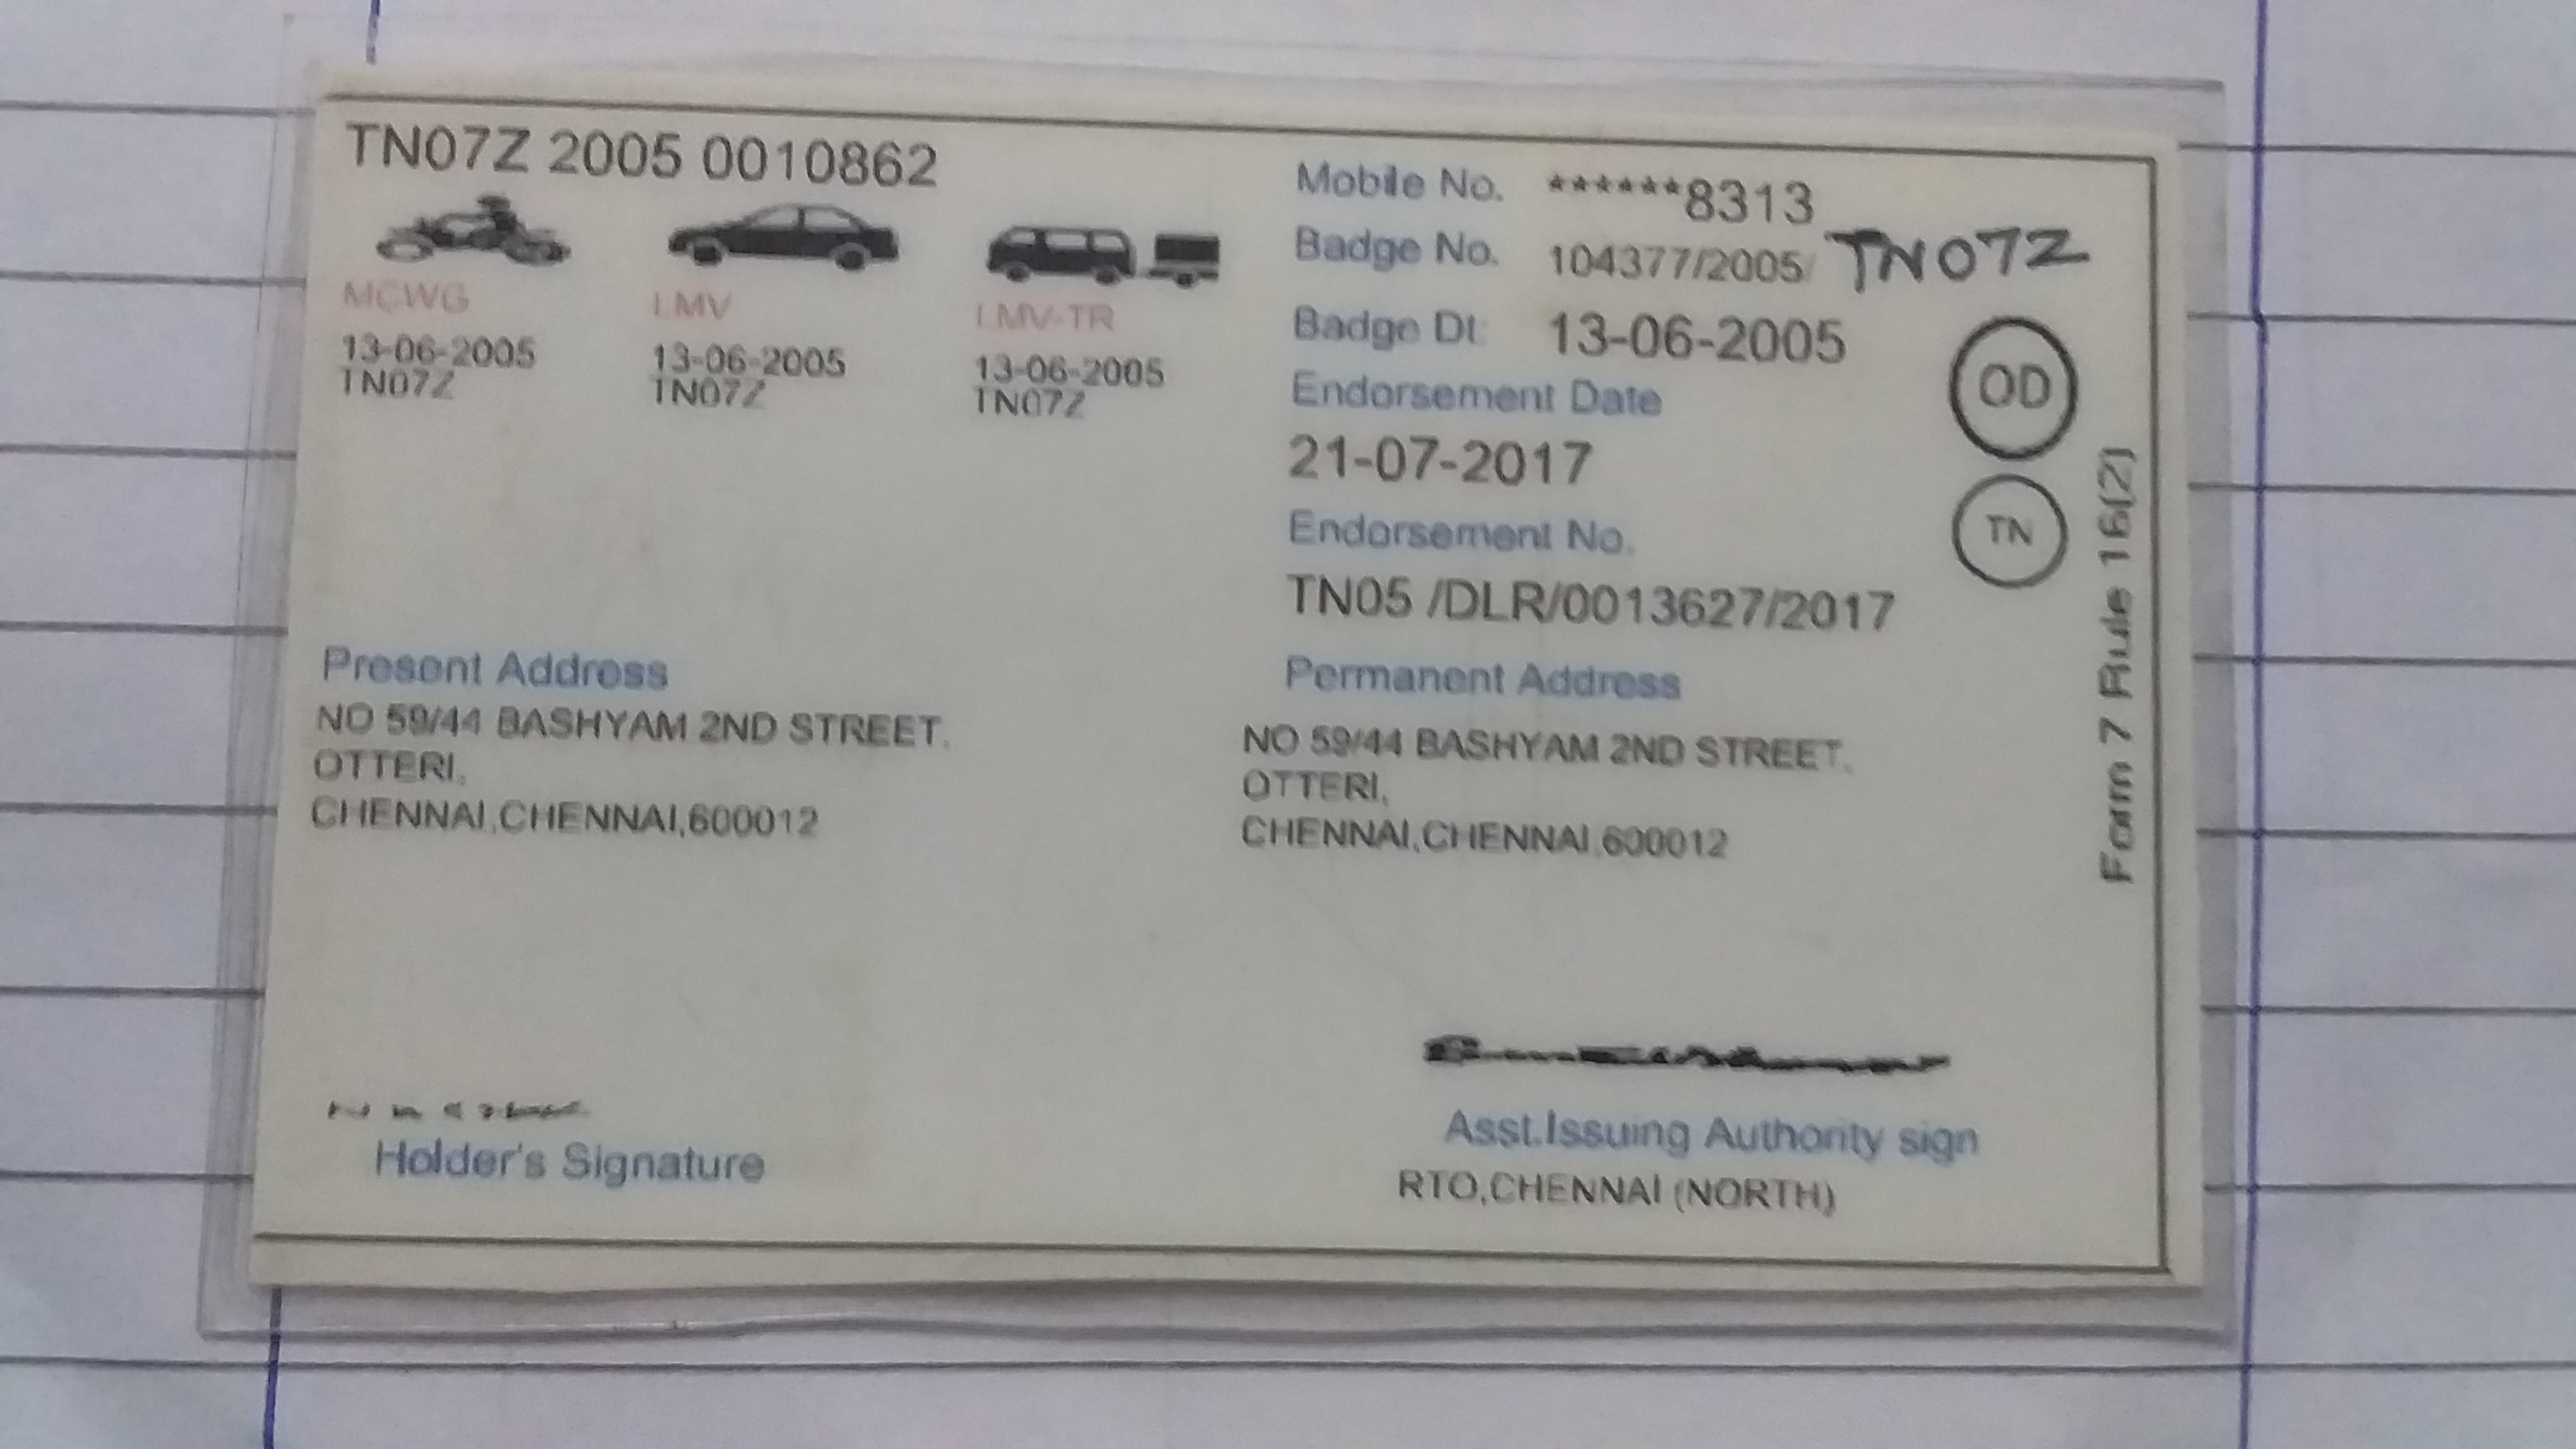 TN07Z 2005 0010862
MCWG
13-06-2005
TN07Z
LMV
13-06-2005
TN07Z
LMV-TR
13-06-2005
TN07Z
Mobile No. ******8313
Badge No. 104377/2005/ TN07Z
Badge Dt 13-06-2005
Endorsement Date
21-07-2017
Endorsement No.
TN05 /DLR/0013627/2017
OD
TN
Form 7 Rule 16(2)
Present Address
NO 59/44 BASHYAM 2ND STREET,
OTTERI,
CHENNAI,CHENNAI,600012
Permanent Address
NO 59/44 BASHYAM 2ND STREET,
OTTERI,
CHENNAI,CHENNAI,600012
Holder's Signature
Asst.Issuing Authority sign
RTO,CHENNAI (NORTH)